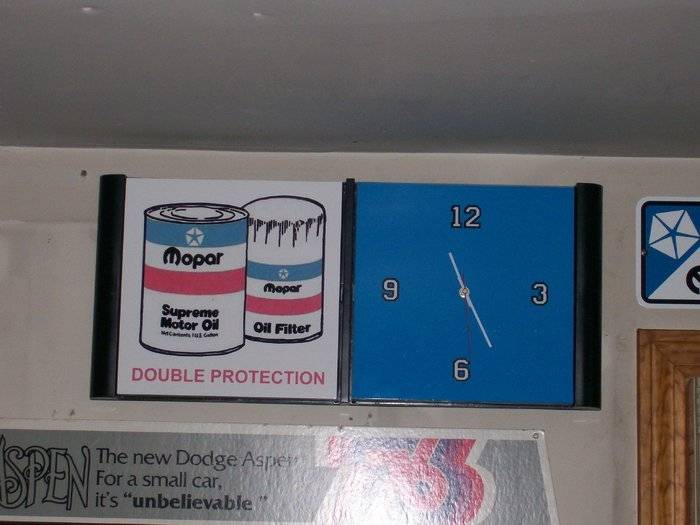 Mopar
Supreme
Motor Oil
Mopar
Oil Filter
DOUBLE PROTECTION
12
9
3
6
ASPEN
The new Dodge Aspen
For a small car,
it's "unbelievable"